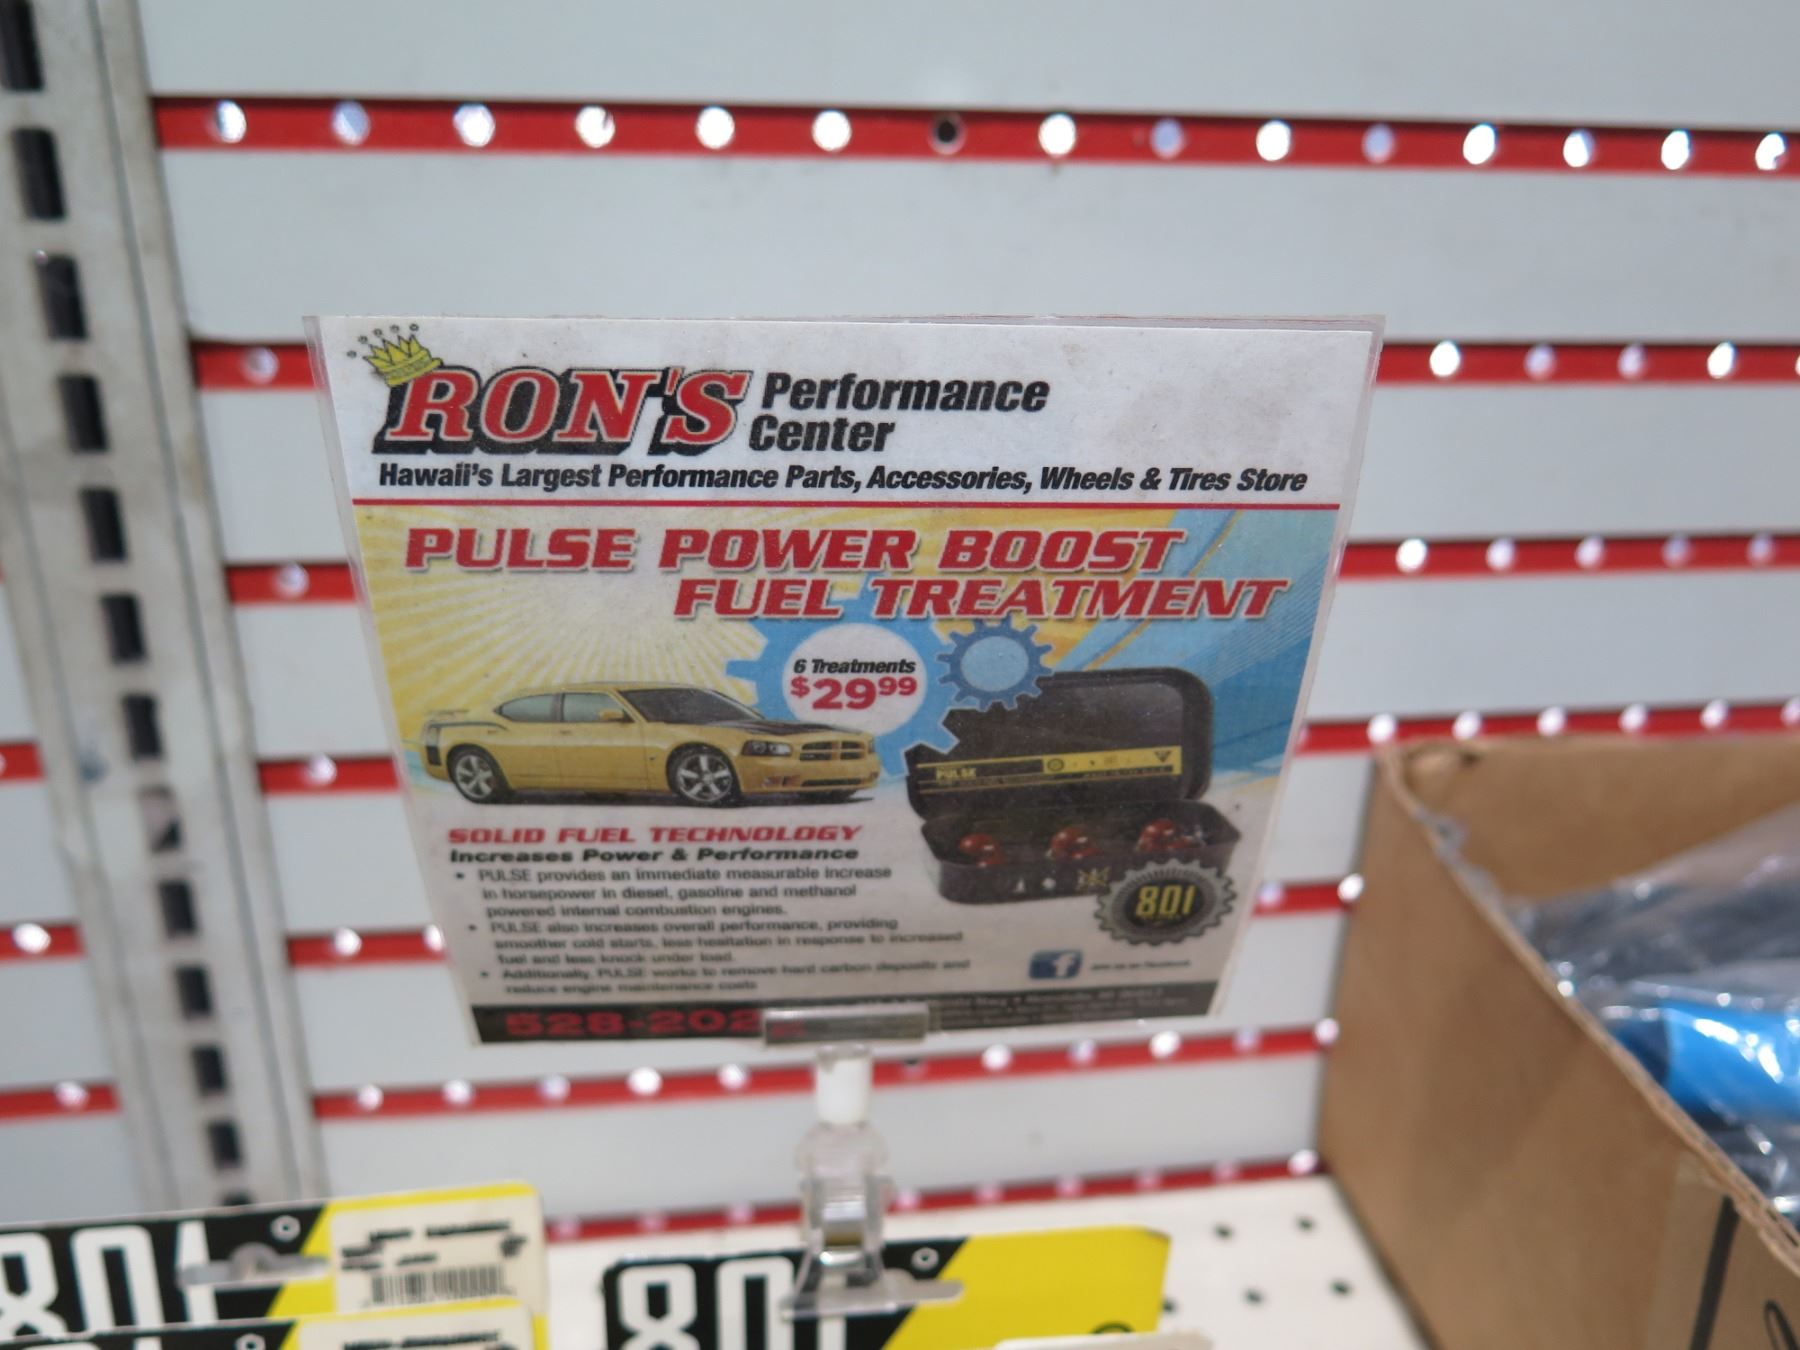 RON'S Performance
Center
Hawaii's Largest Performance Parts, Accessories, Wheels & Tires Store
PULSE POWER BOOST
FUEL TREATMENT
6 Treatments
$29.99
PULSE
SOLID FUEL TECHNOLOGY
Increases Power & Performance
• PULSE provides an immediate measurable increase
in horsepower in diesel, gasoline and methanol
powered internal combustion engines.
• PULSE also increases overall performance, providing
smoother cold starts, less hesitation in response to increased
fuel and less knock under load.
• Additionally, PULSE works to remove hard carbon deposits and
reduce engine maintenance costs
801
f
528-202
801
801